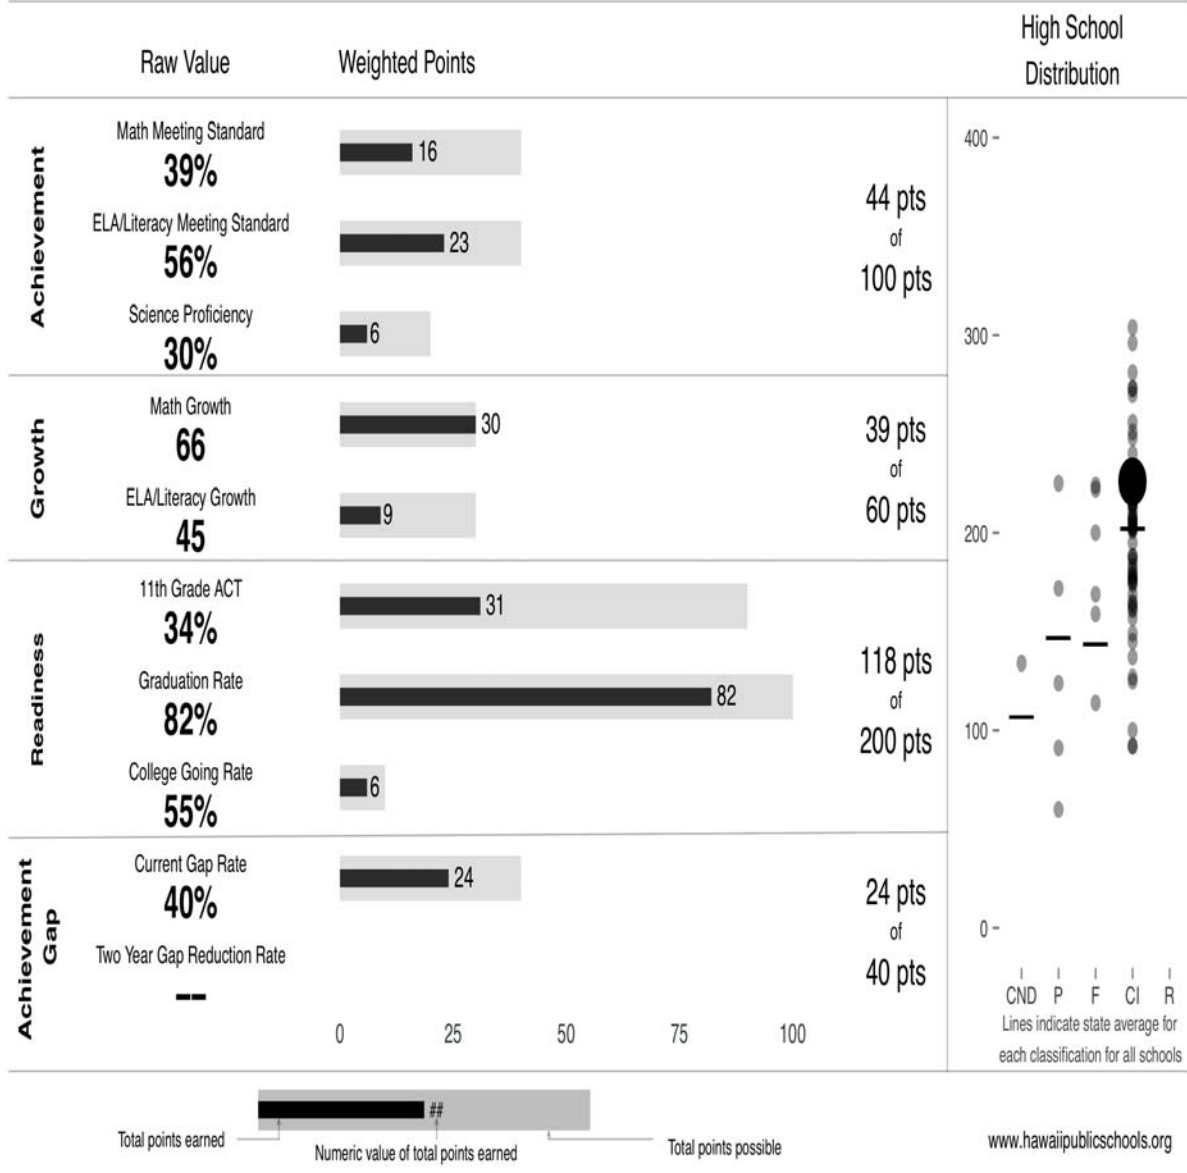 Raw Value
Weighted Points
High School
Distribution
Achievement
Math Meeting Standard
39%
16
ELA/Literacy Meeting Standard
56%
23
Science Proficiency
30%
6
44 pts
of
100 pts
Growth
Math Growth
66
30
ELA/Literacy Growth
45
9
39 pts
of
60 pts
Readiness
11th Grade ACT
34%
31
Graduation Rate
82%
82
College Going Rate
55%
6
118 pts
of
200 pts
Achievement
Gap
Current Gap Rate
40%
24
Two Year Gap Reduction Rate
--
24 pts
of
40 pts
0 25 50 75 100
400
300
200
100
0
CND P F CI R
Lines indicate state average for
each classification for all schools
##
Total points earned
Numeric value of total points earned
Total points possible
www.hawaiipublicschools.org